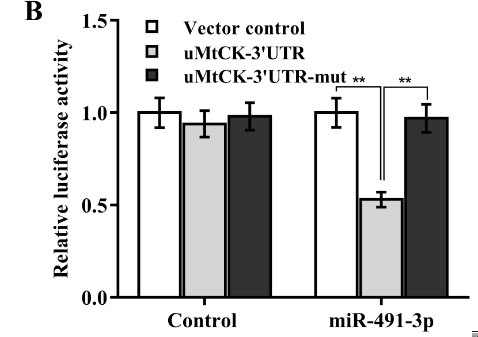 B
Relative luciferase activity
1.5
1.0
0.5
0.0
Vector control
uMtCK-3'UTR
uMtCK-3'UTR-mut
** **
Control miR-491-3p